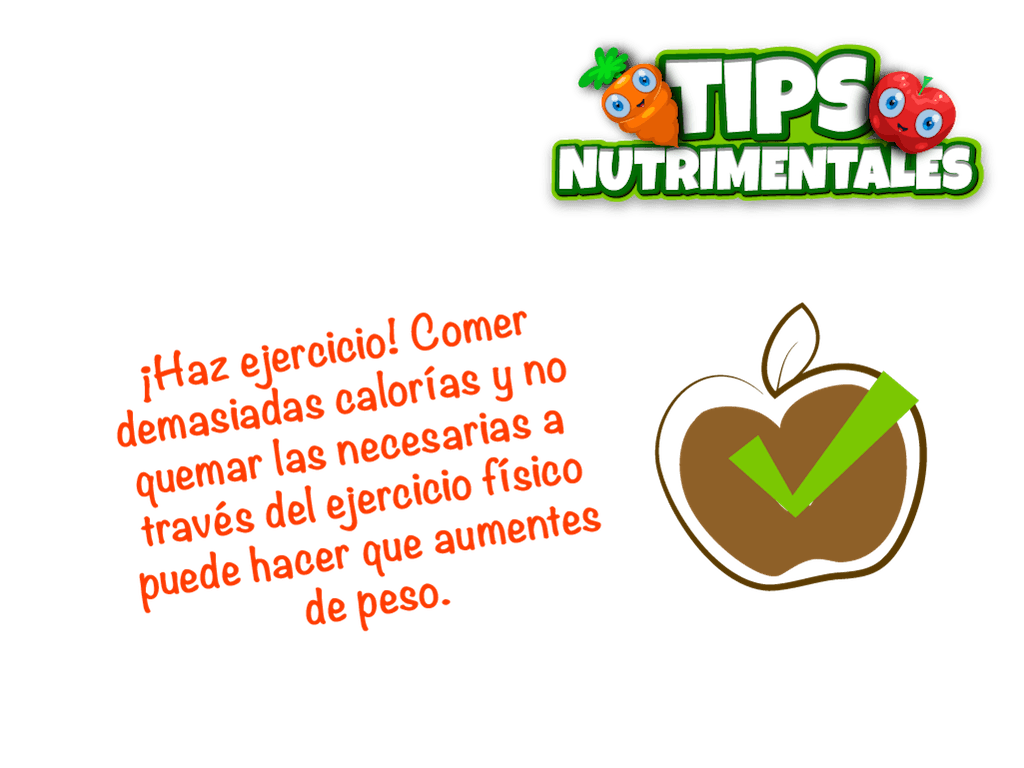 TIPS
NUTRIMENTALES
¡Haz ejercicio! Comer
demasiadas calorías y no
quemar las necesarias a
través del ejercicio físico
puede hacer que aumentes
de peso.